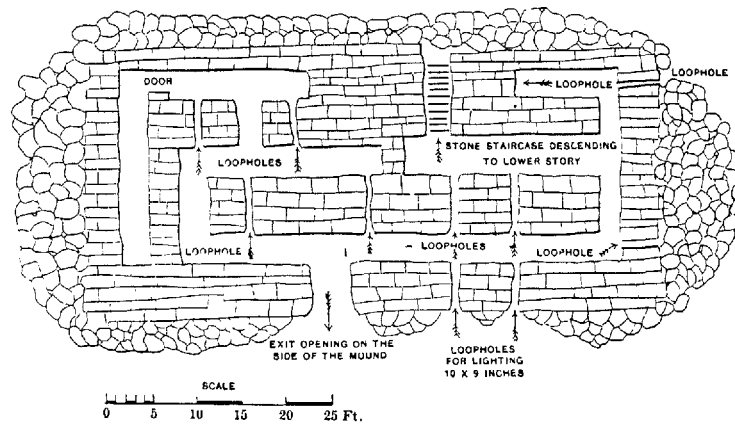 DOOR
LOOPHOLE
LOOPHOLE
LOOPHOLES
STONE STAIRCASE DESCENDING
TO LOWER STORY
LOOPHOLE
LOOPHOLES
LOOPHOLE
EXIT OPENING ON THE
SIDE OF THE MOUND
LOOPHOLES
FOR LIGHTING
10 X 9 INCHES
SCALE
0 5 10 15 20 25 Ft.